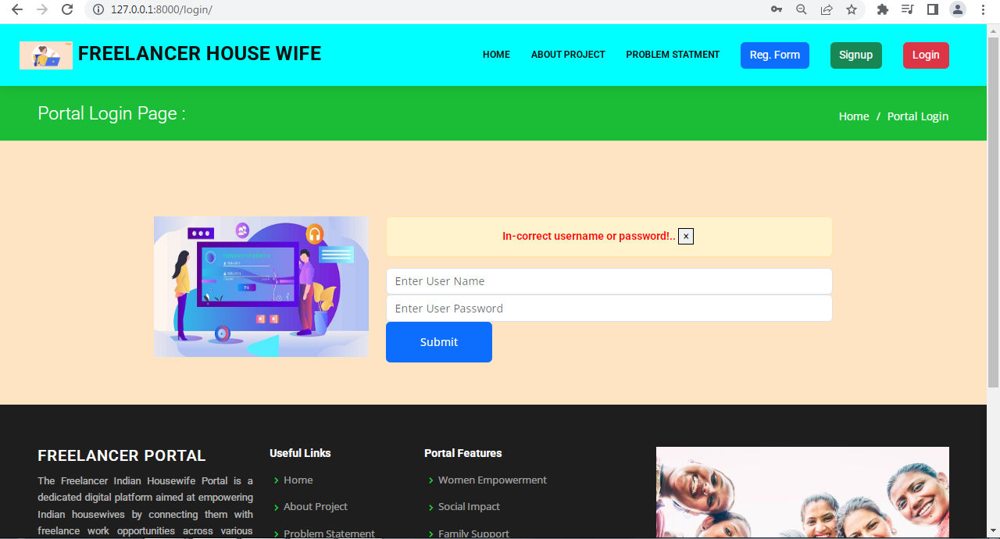 127.0.0.1:8000/login/
FREELANCER HOUSE WIFE
HOME ABOUT PROJECT PROBLEM STATMENT Reg. Form Signup Login
Portal Login Page :
Home / Portal Login
In-correct username or password!.. ×
Enter User Name
Enter User Password
Submit
FREELANCER PORTAL
The Freelancer Indian Housewife Portal is a
dedicated digital platform aimed at empowering
Indian housewives by connecting them with
freelance work opportunities across various
Useful Links
Home
About Project
Problem Statement
Portal Features
Women Empowerment
Social Impact
Family Support